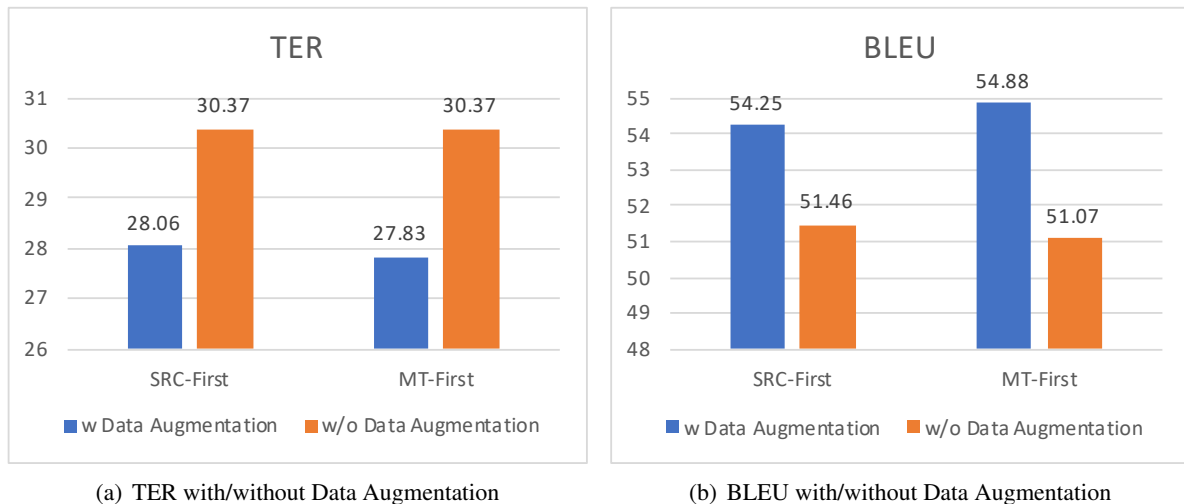 TER
31
30
29
28
27
26
28.06
30.37
27.83
30.37
SRC-First
MT-First
w Data Augmentation
w/o Data Augmentation
(a) TER with/without Data Augmentation
BLEU
55
54
53
52
51
50
49
48
54.25
51.46
54.88
51.07
SRC-First
MT-First
w Data Augmentation
w/o Data Augmentation
(b) BLEU with/without Data Augmentation